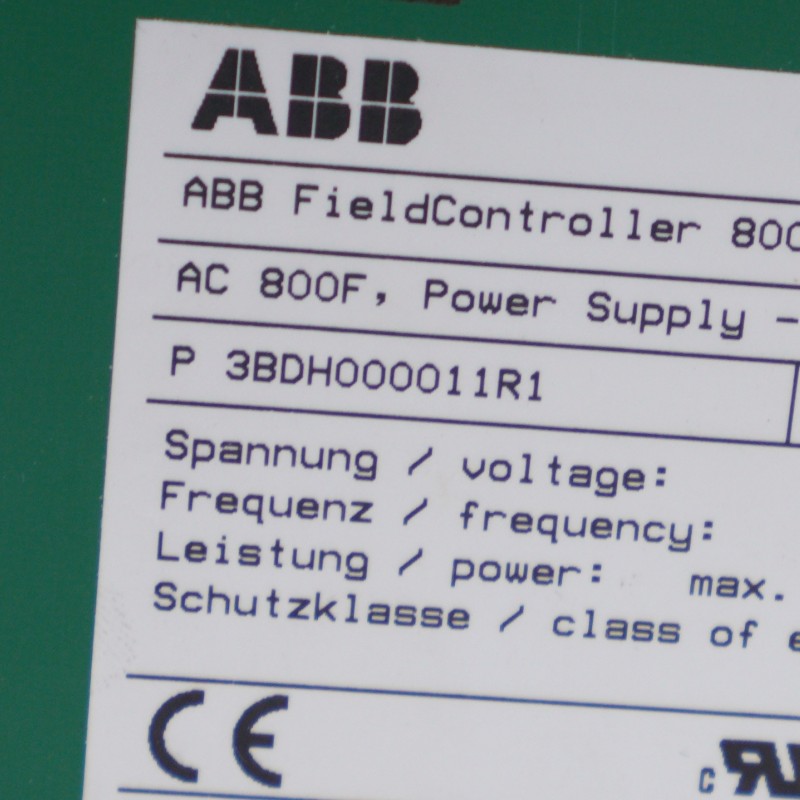 ABB
ABB FieldController 800
AC 800F, Power Supply -
P 3BDH000011R1
Spannung / voltage:
Frequenz / frequency:
Leistung / power: max.
Schutzklasse / class of e
CE
c